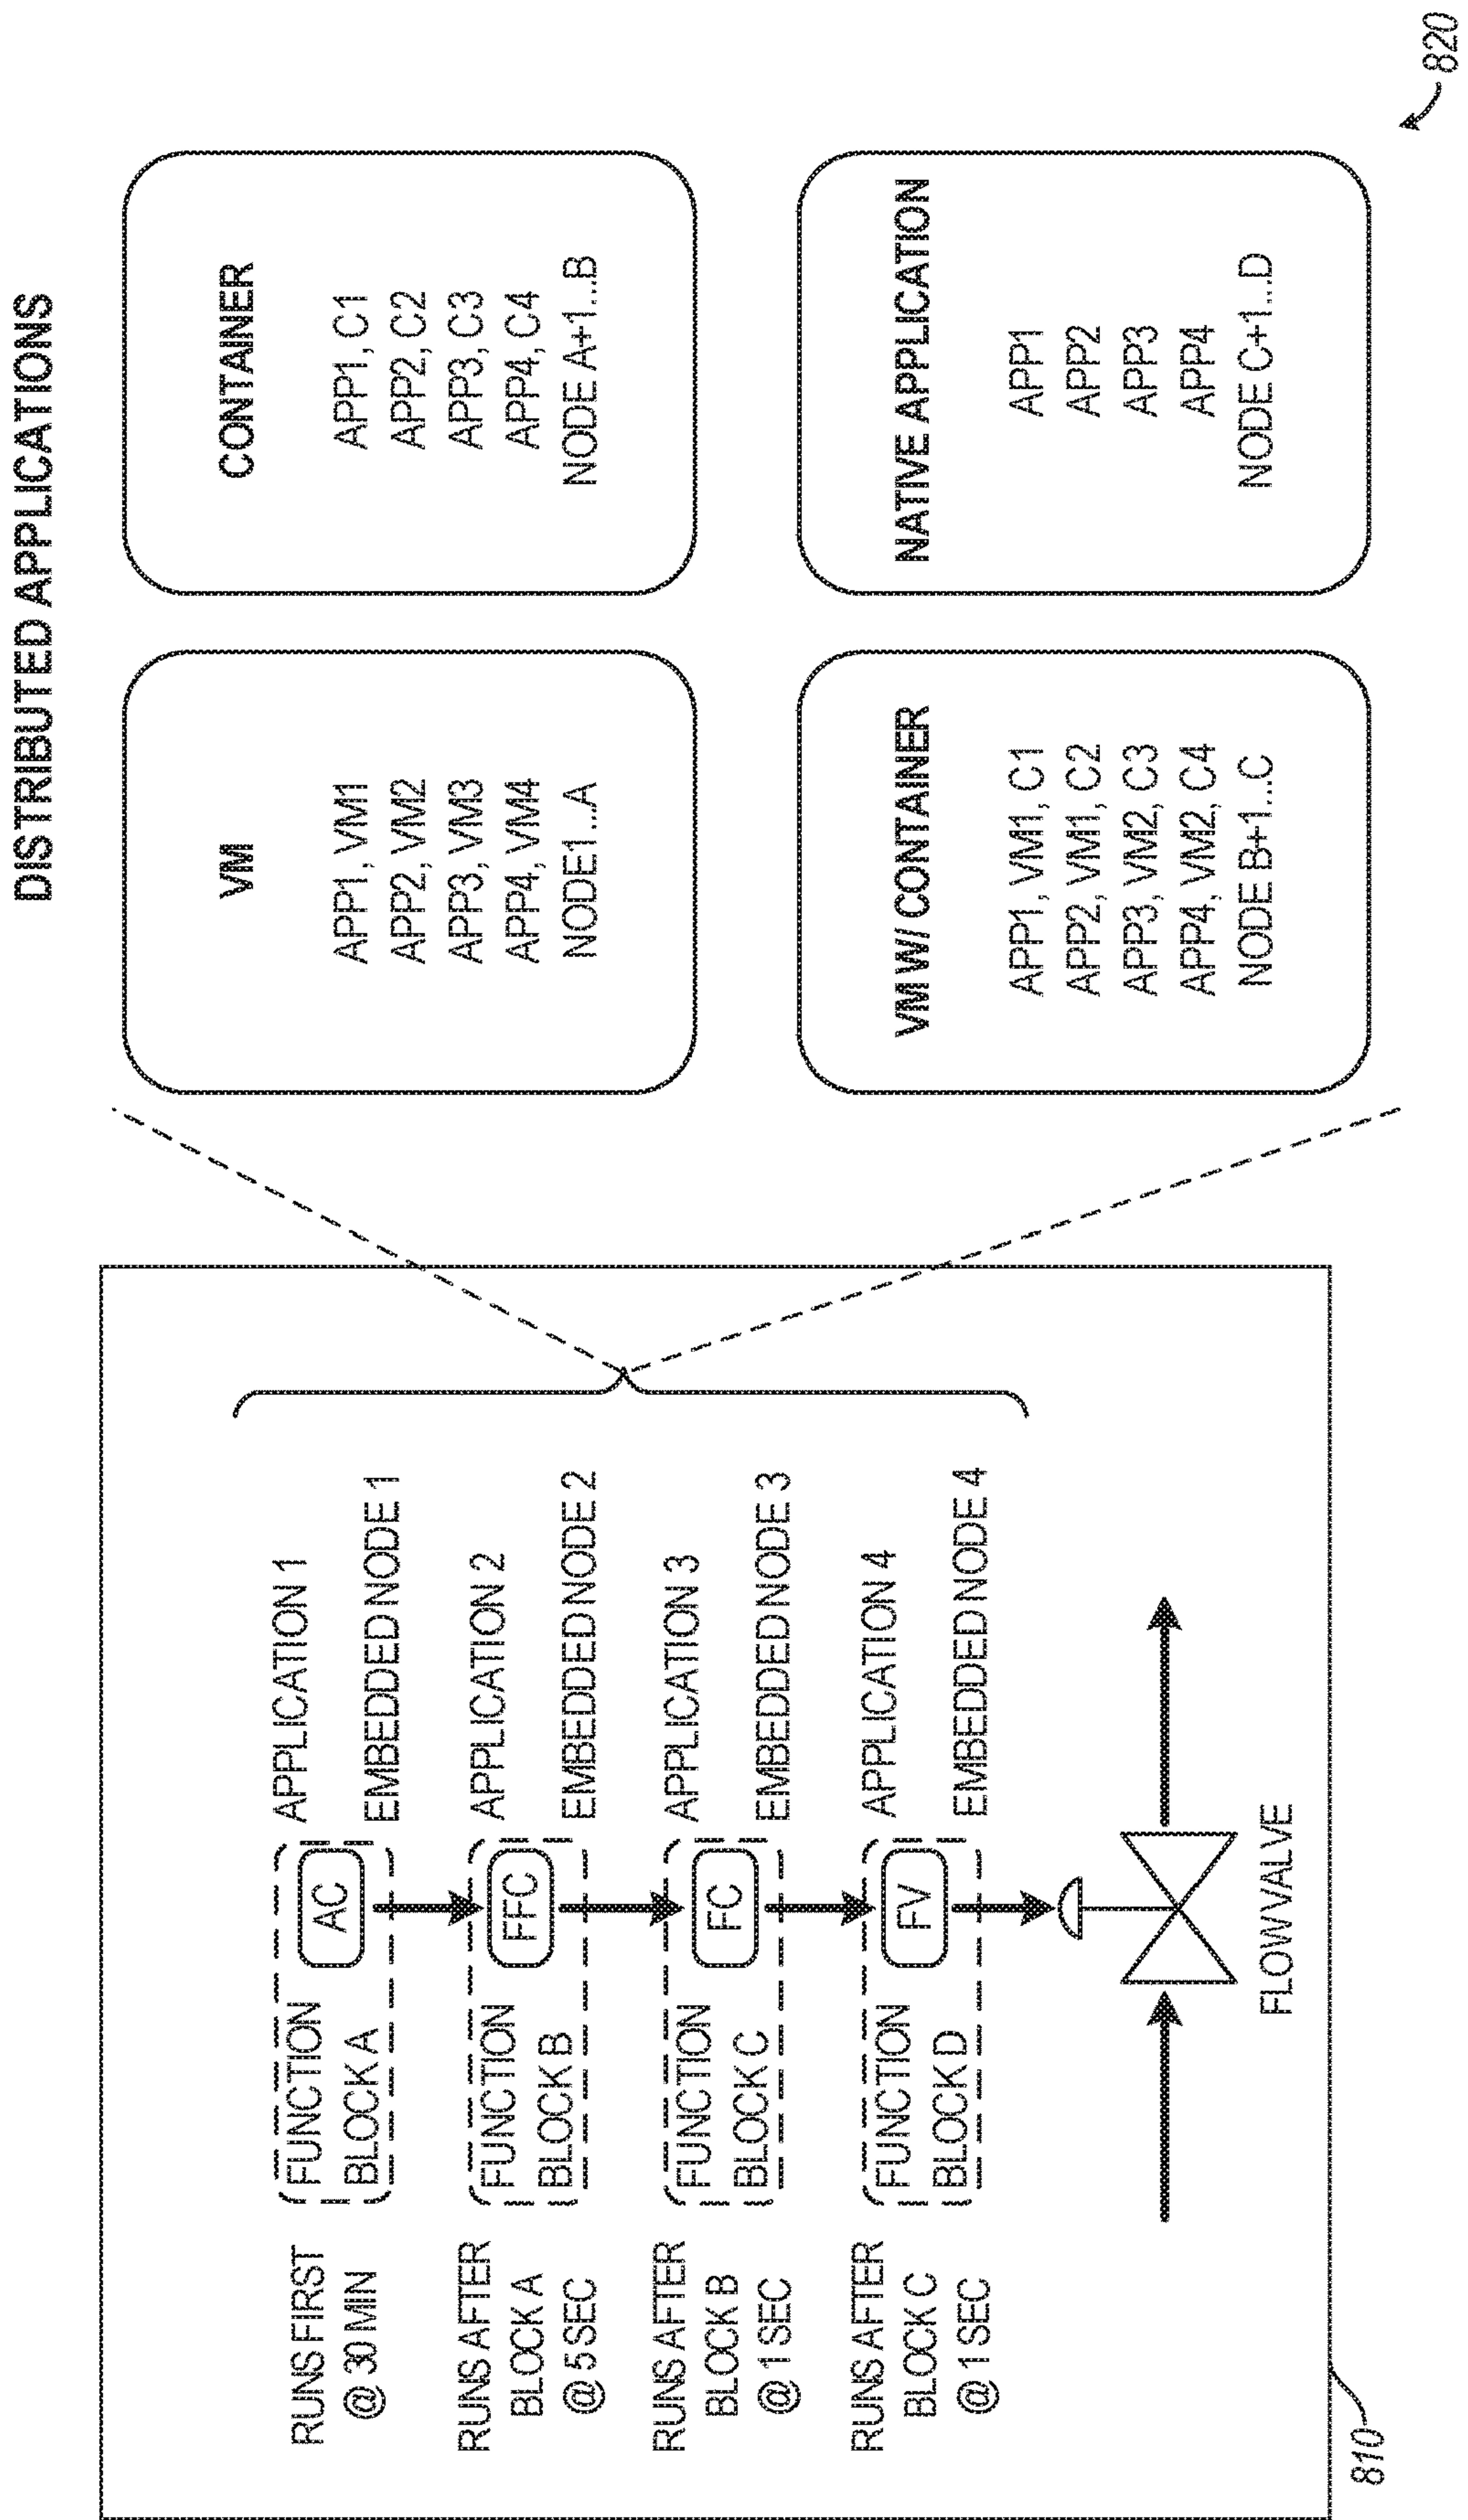 DISTRIBUTED APPLICATIONS
RUNS FIRST
@ 30 MIN
FUNCTION
BLOCK A
AC
APPLICATION 1
EMBEDDED NODE 1
RUNS AFTER
BLOCK A
@ 5 SEC
FUNCTION
BLOCK B
FFC
APPLICATION 2
EMBEDDED NODE 2
RUNS AFTER
BLOCK B
@ 1 SEC
FUNCTION
BLOCK C
FC
APPLICATION 3
EMBEDDED NODE 3
RUNS AFTER
BLOCK C
@ 1 SEC
FUNCTION
BLOCK D
FV
APPLICATION 4
EMBEDDED NODE 4
FLOW VALVE
810
VM
APP1, VM1
APP2, VM2
APP3, VM3
APP4, VM4
NODE1...A
CONTAINER
APP1, C1
APP2, C2
APP3, C3
APP4, C4
NODE A+1...B
VM W/ CONTAINER
APP1, VM1, C1
APP2, VM1, C2
APP3, VM2, C3
APP4, VM2, C4
NODE B+1...C
NATIVE APPLICATION
APP1
APP2
APP3
APP4
NODE C+1...D
820